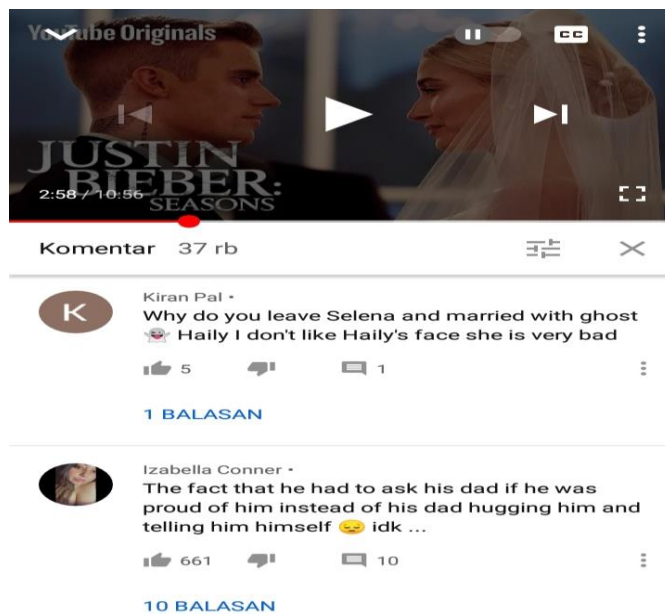 YouTube Originals
CC
JUSTIN
BIEBER:
SEASONS
2:58 / 10:56
Komentar 37 rb
K
Kiran Pal •
Why do you leave Selena and married with ghost
👻 Haily I don't like Haily's face she is very bad
5 1
1 BALASAN
Izabella Conner •
The fact that he had to ask his dad if he was
proud of him instead of his dad hugging him and
telling him himself 😞 idk ...
661 10
10 BALASAN